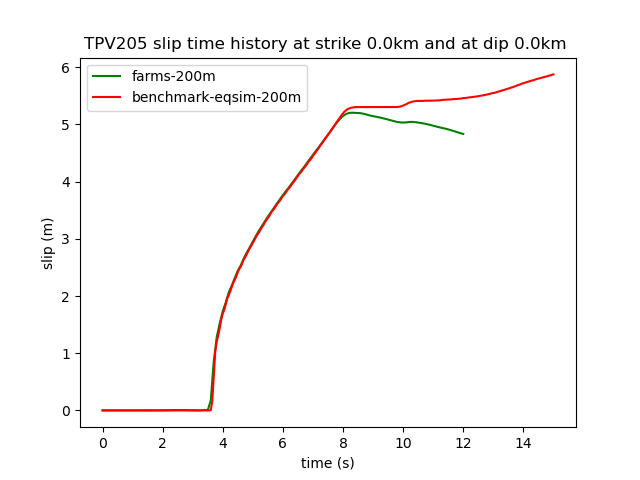 TPV205 slip time history at strike 0.0km and at dip 0.0km
farms-200m
benchmark-eqsim-200m
slip (m)
6
5
4
3
2
1
0
0 2 4 6 8 10 12 14
time (s)